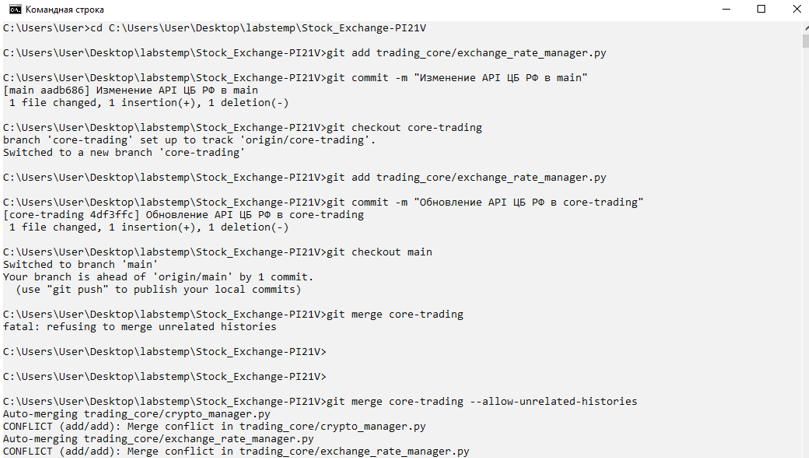 Командная строка
C:\Users\User>cd C:\Users\User\Desktop\labstemp\Stock_Exchange-PI21V
C:\Users\User\Desktop\labstemp\Stock_Exchange-PI21V>git add trading_core/exchange_rate_manager.py
C:\Users\User\Desktop\labstemp\Stock_Exchange-PI21V>git commit -m "Изменение API ЦБ РФ в main"
[main aadb686] Изменение API ЦБ РФ в main
 1 file changed, 1 insertion(+), 1 deletion(-)
C:\Users\User\Desktop\labstemp\Stock_Exchange-PI21V>git checkout core-trading
branch 'core-trading' set up to track 'origin/core-trading'.
Switched to a new branch 'core-trading'
C:\Users\User\Desktop\labstemp\Stock_Exchange-PI21V>git add trading_core/exchange_rate_manager.py
C:\Users\User\Desktop\labstemp\Stock_Exchange-PI21V>git commit -m "Обновление API ЦБ РФ в core-trading"
[core-trading 4df3ffc] Обновление API ЦБ РФ в core-trading
 1 file changed, 1 insertion(+), 1 deletion(-)
C:\Users\User\Desktop\labstemp\Stock_Exchange-PI21V>git checkout main
Switched to branch 'main'
Your branch is ahead of 'origin/main' by 1 commit.
  (use "git push" to publish your local commits)
C:\Users\User\Desktop\labstemp\Stock_Exchange-PI21V>git merge core-trading
fatal: refusing to merge unrelated histories
C:\Users\User\Desktop\labstemp\Stock_Exchange-PI21V>
C:\Users\User\Desktop\labstemp\Stock_Exchange-PI21V>
C:\Users\User\Desktop\labstemp\Stock_Exchange-PI21V>git merge core-trading --allow-unrelated-histories
Auto-merging trading_core/crypto_manager.py
CONFLICT (add/add): Merge conflict in trading_core/crypto_manager.py
Auto-merging trading_core/exchange_rate_manager.py
CONFLICT (add/add): Merge conflict in trading_core/exchange_rate_manager.py